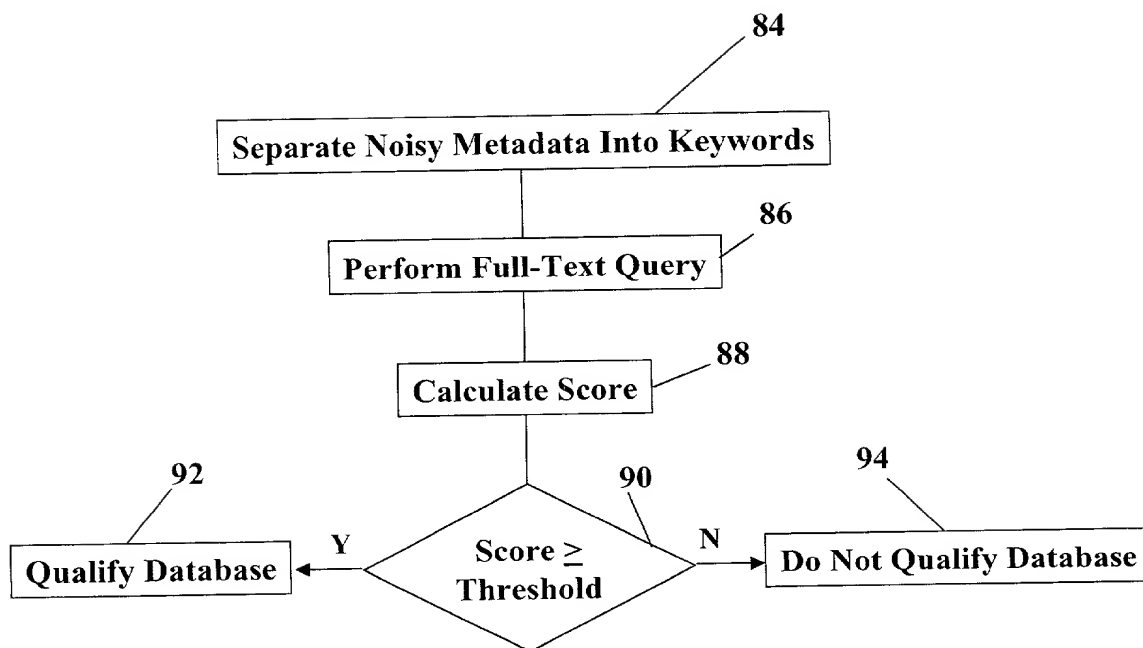 84
Separate Noisy Metadata Into Keywords
86
Perform Full-Text Query
88
Calculate Score
90
Score ≥
Threshold
Y
92
Qualify Database
N
94
Do Not Qualify Database